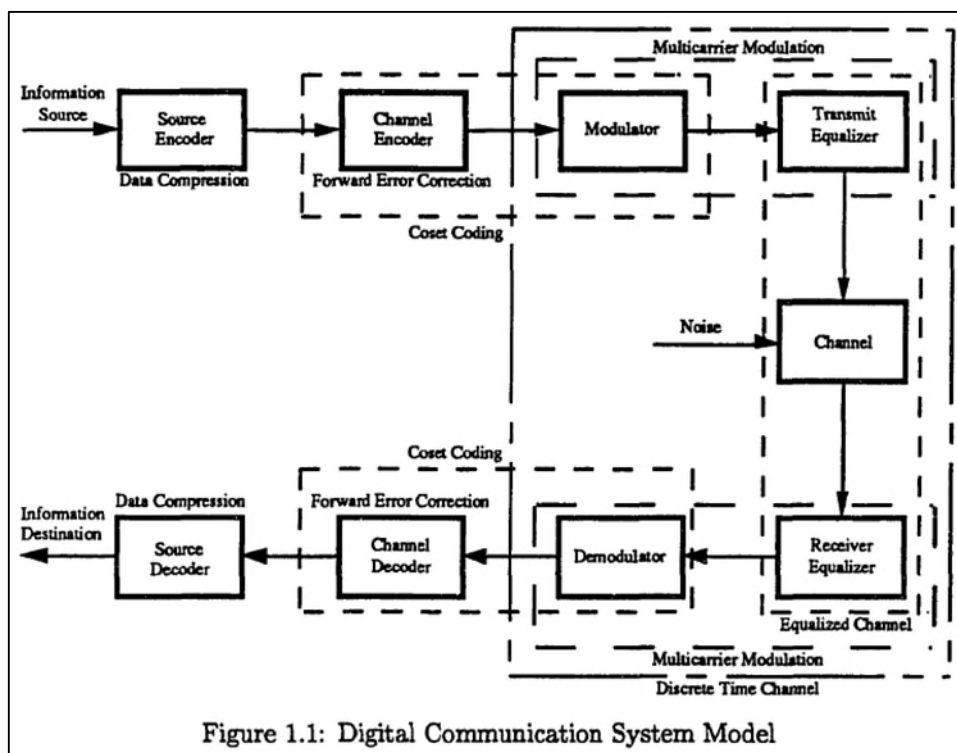 Multicarrier Modulation
Information
Source
Source
Encoder
Channel
Encoder
Modulator
Transmit
Equalizer
Data Compression
Forward Error Correction
Coset Coding
Noise
Channel
Coset Coding
Data Compression
Forward Error Correction
Information
Destination
Source
Decoder
Channel
Decoder
Demodulator
Receiver
Equalizer
Equalized Channel
Multicarrier Modulation
Discrete Time Channel
Figure 1.1: Digital Communication System Model